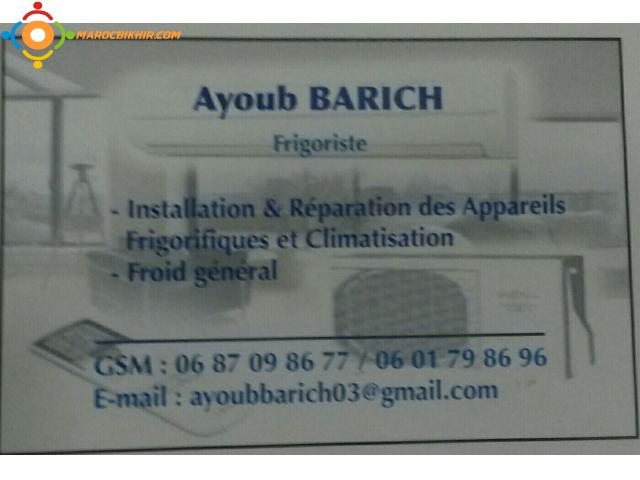 MAROCBIKHIR.COM
Ayoub BARICH
Frigoriste
- Installation & Réparation des Appareils
Frigorifiques et Climatisation
- Froid général
GSM : 06 87 09 86 77 / 06 01 79 86 96
E-mail : ayoubbarich03@gmail.com